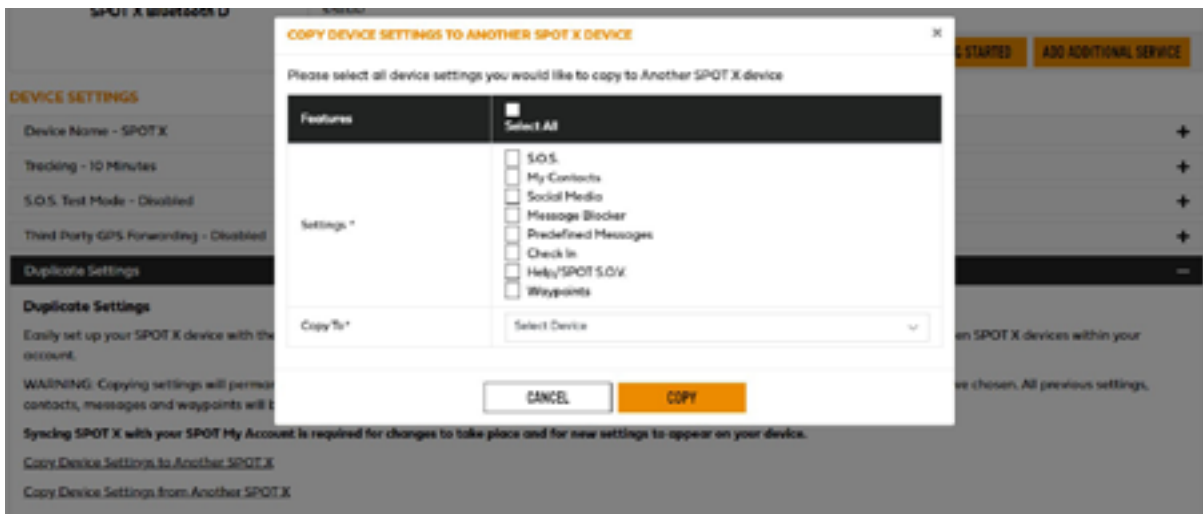 SPOT X Bluetooth D
COPY DEVICE SETTINGS TO ANOTHER SPOT X DEVICE
×
Please select all device settings you would like to copy to Another SPOT X device
STARTED
ADD ADDITIONAL SERVICE
DEVICE SETTINGS
Features
Select All
Device Name - SPOT X
+
Tracking - 10 Minutes
+
S.O.S. Test Mode - Disabled
+
Third Party GPS Forwarding - Disabled
+
Settings *
S.O.S.
My Contacts
Social Media
Message Blocker
Predefined Messages
Check In
Help/SPOT S.O.V.
Waypoints
Duplicate Settings
−
Duplicate Settings
Copy To*
Select Device
Easily set up your SPOT X device with the
en SPOT X devices within your
account.
WARNING: Copying settings will perma
ve chosen. All previous settings,
contacts, messages and waypoints will b
CANCEL
COPY
Syncing SPOT X with your SPOT My Account is required for changes to take place and for new settings to appear on your device.
Copy Device Settings to Another SPOT X
Copy Device Settings from Another SPOT X